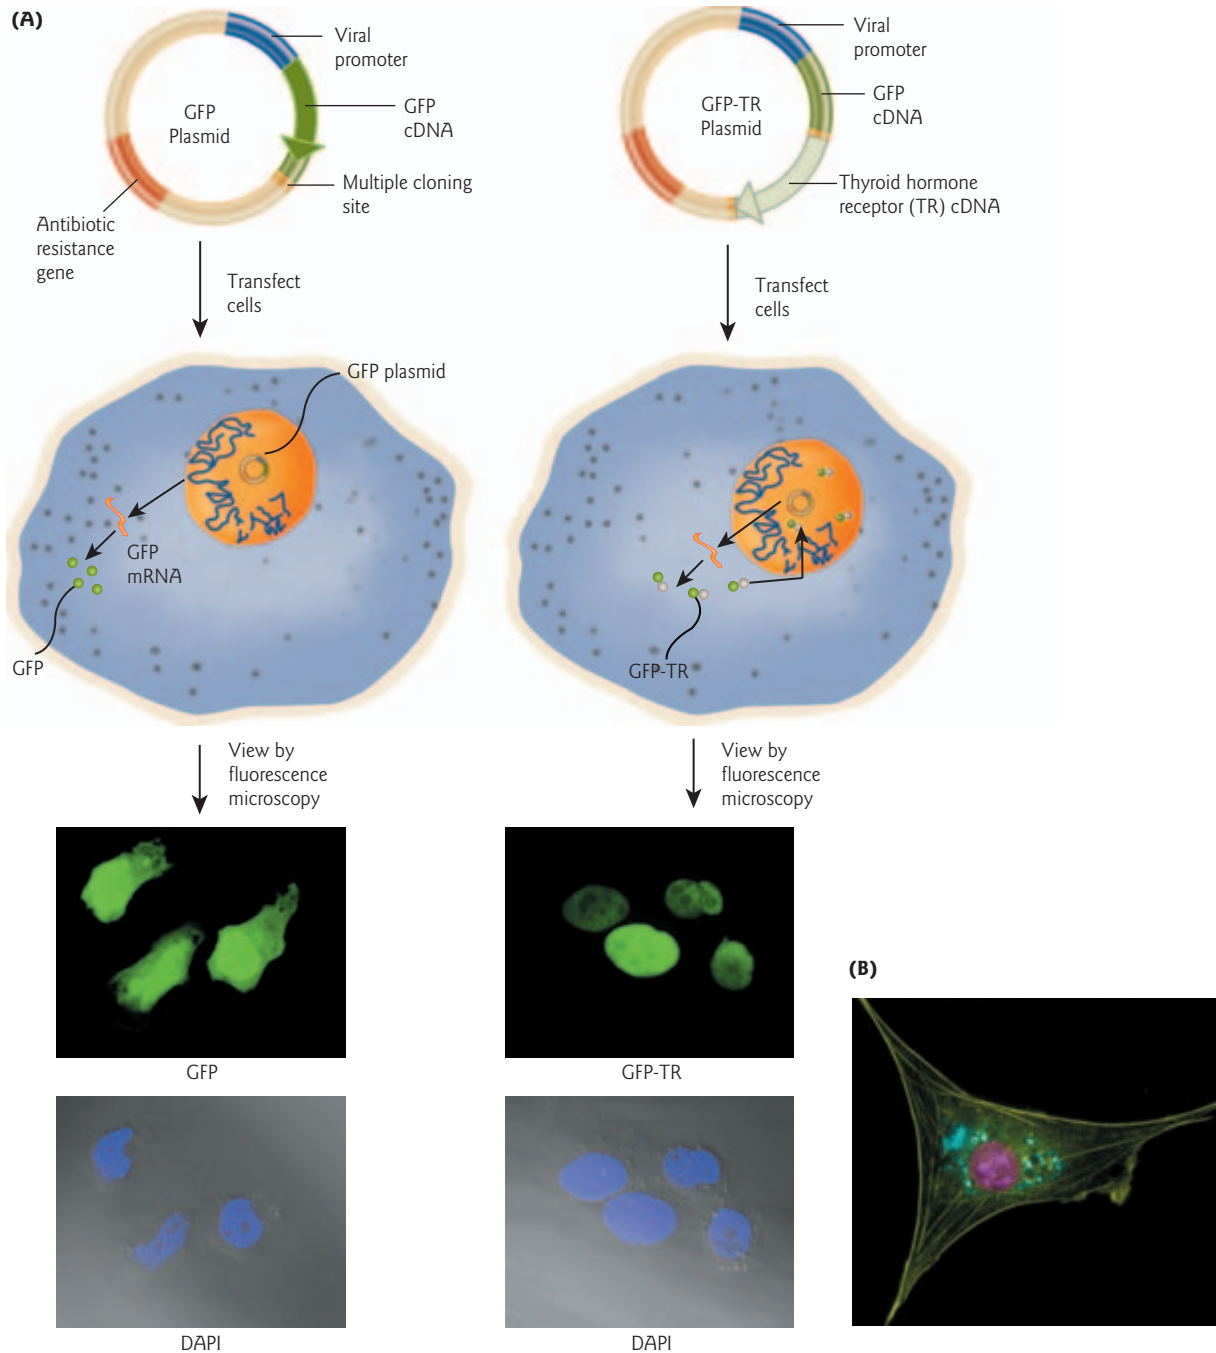 (A)
Viral
promoter
GFP
Plasmid
GFP
cDNA
Multiple cloning
site
Antibiotic
resistance
gene
Transfect
cells
Viral
promoter
GFP-TR
Plasmid
GFP
cDNA
Thyroid hormone
receptor (TR) cDNA
Transfect
cells
GFP plasmid
GFP
mRNA
GFP
GFP-TR
View by
fluorescence
microscopy
View by
fluorescence
microscopy
GFP
GFP-TR
DAPI
DAPI
(B)